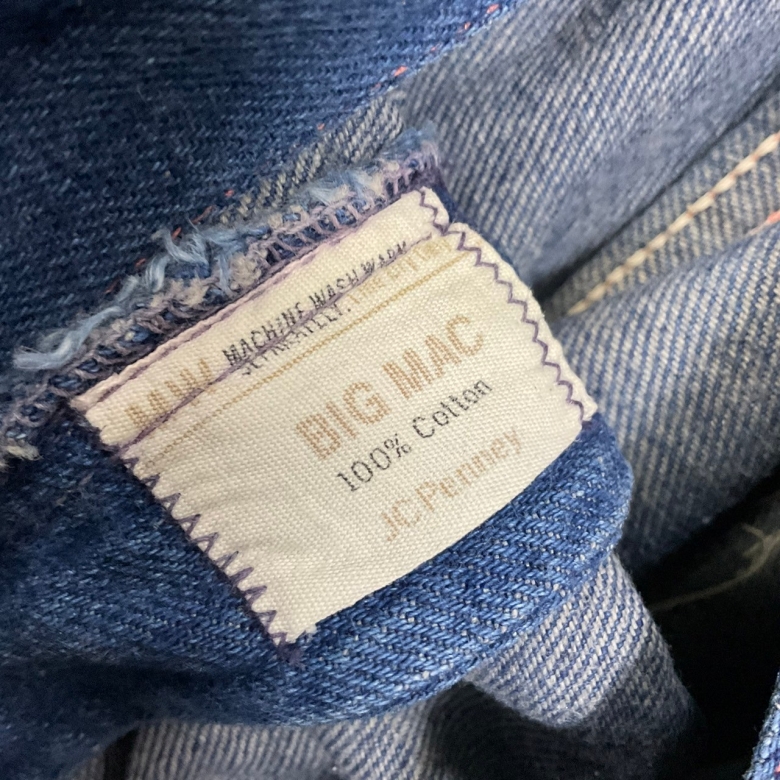 MACHINE WASH WARM
BIG MAC
100% Cotton
JCPenney